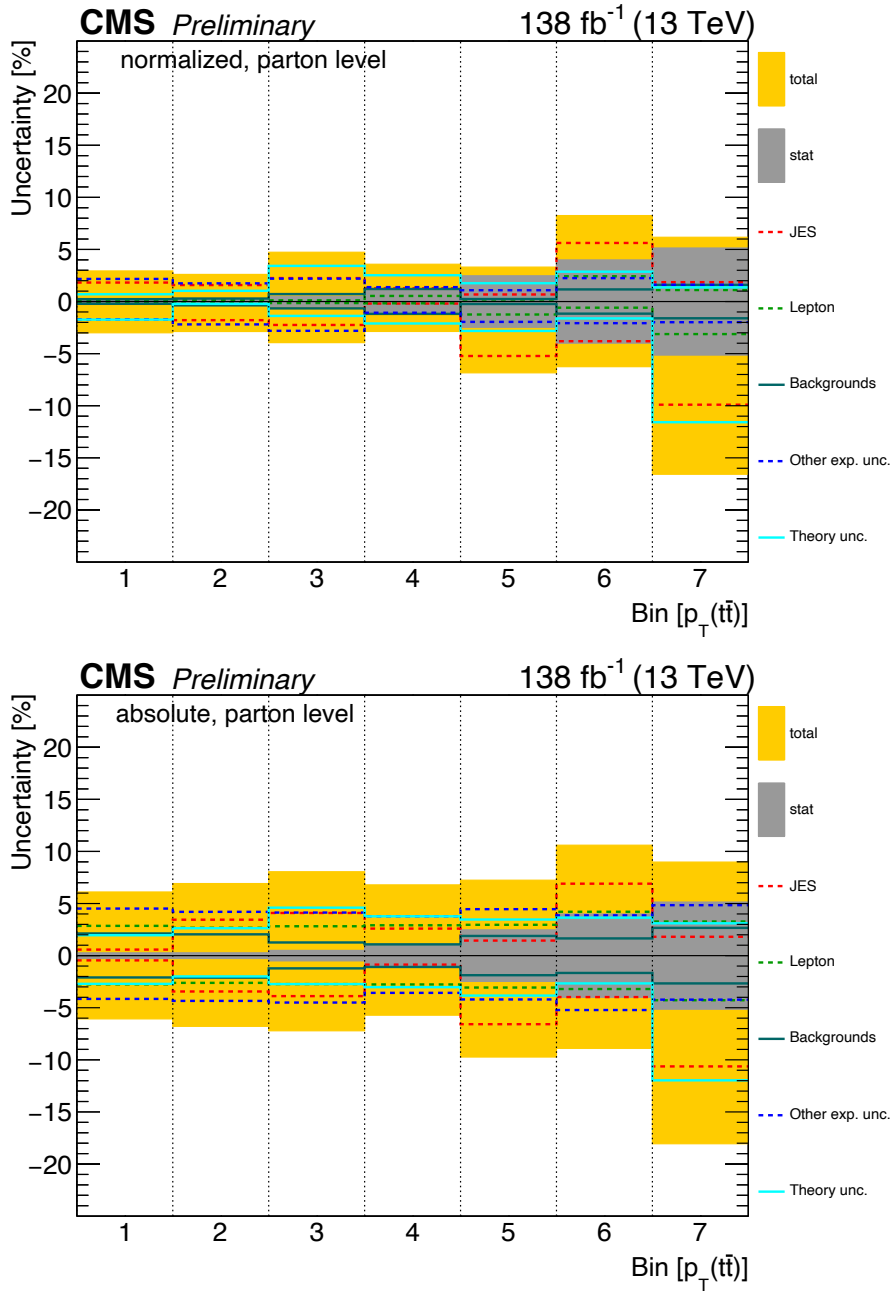 CMS Preliminary 138 fb⁻¹ (13 TeV)
normalized, parton level
Uncertainty [%]
20
15
10
5
0
−5
−10
−15
−20
1 2 3 4 5 6 7
Bin [p_T(tt̄)]
total
stat
JES
Lepton
Backgrounds
Other exp. unc.
Theory unc.
CMS Preliminary 138 fb⁻¹ (13 TeV)
absolute, parton level
Uncertainty [%]
20
15
10
5
0
−5
−10
−15
−20
1 2 3 4 5 6 7
Bin [p_T(tt̄)]
total
stat
JES
Lepton
Backgrounds
Other exp. unc.
Theory unc.